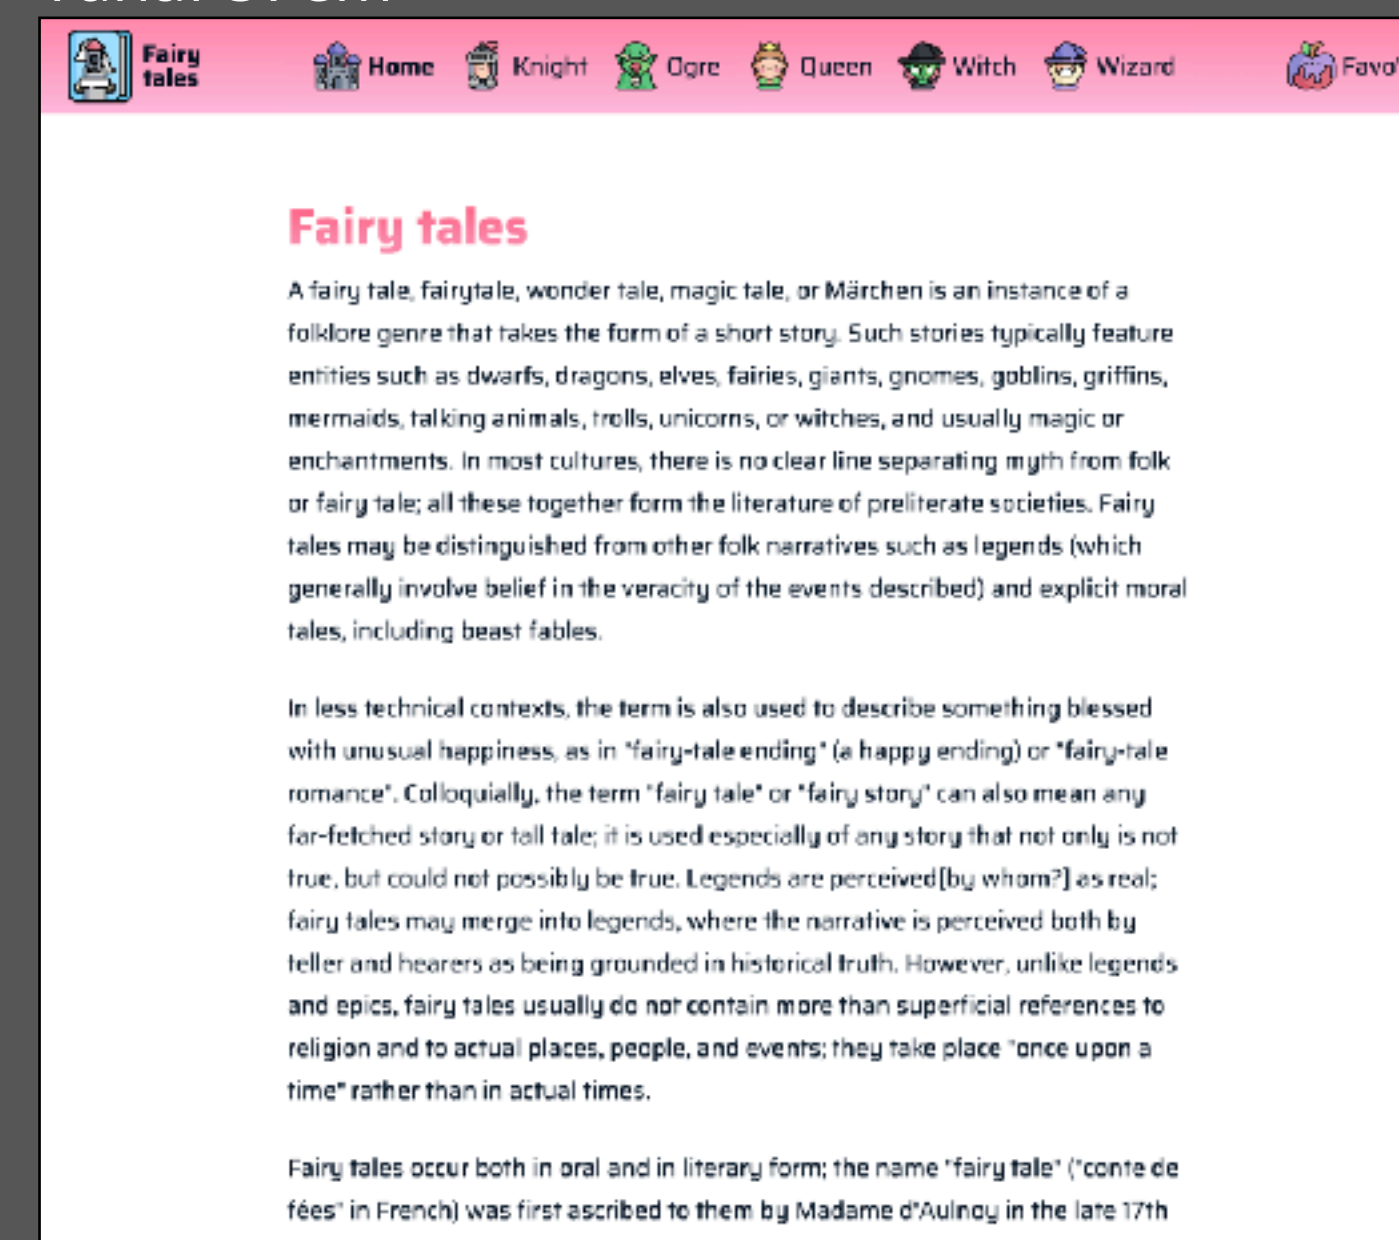 Fairy
tales
Home Knight Ogre Queen Witch Wizard
Fairy tales
A fairy tale, fairytale, wonder tale, magic tale, or Märchen is an instance of a
folklore genre that takes the form of a short story. Such stories typically feature
entities such as dwarfs, dragons, elves, fairies, giants, gnomes, goblins, griffins,
mermaids, talking animals, trolls, unicorns, or witches, and usually magic or
enchantments. In most cultures, there is no clear line separating myth from folk
or fairy tale; all these together form the literature of preliterate societies. Fairy
tales may be distinguished from other folk narratives such as legends (which
generally involve belief in the veracity of the events described) and explicit moral
tales, including beast fables.
In less technical contexts, the term is also used to describe something blessed
with unusual happiness, as in "fairy-tale ending" (a happy ending) or "fairy-tale
romance". Colloquially, the term "fairy tale" or "fairy story" can also mean any
far-fetched story or tall tale; it is used especially of any story that not only is not
true, but could not possibly be true. Legends are perceived[by whom?] as real;
fairy tales may merge into legends, where the narrative is perceived both by
teller and hearers as being grounded in historical truth. However, unlike legends
and epics, fairy tales usually do not contain more than superficial references to
religion and to actual places, people, and events; they take place "once upon a
time" rather than in actual times.
Fairy tales occur both in oral and in literary form; the name "fairy tale" ("conte de
fées" in French) was first ascribed to them by Madame d'Aulnoy in the late 17th